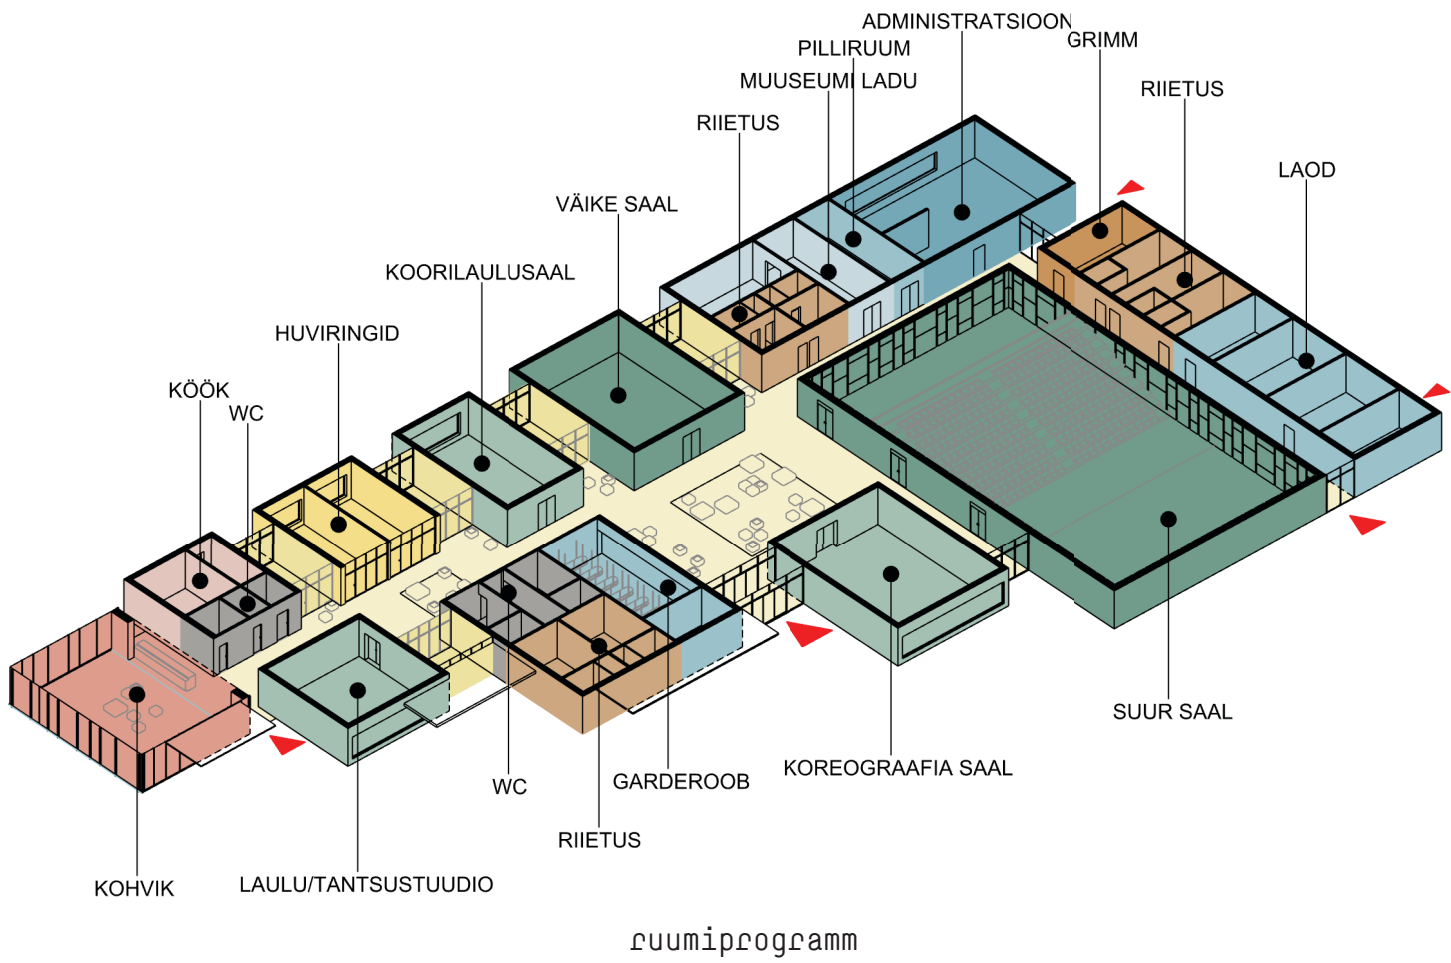 ADMINISTRATSIOON
GRIMM
PILLIRUUM
MUUSEUMI LADU
RIIETUS
RIIETUS
LAOD
VÄIKE SAAL
KOORILAULUSAAL
HUVIRINGID
KÖÖK
WC
SUUR SAAL
KOREOGRAAFIA SAAL
GARDEROOB
WC
RIIETUS
LAULU/TANTSUSTUUDIO
KOHVIK
ruumiprogramm